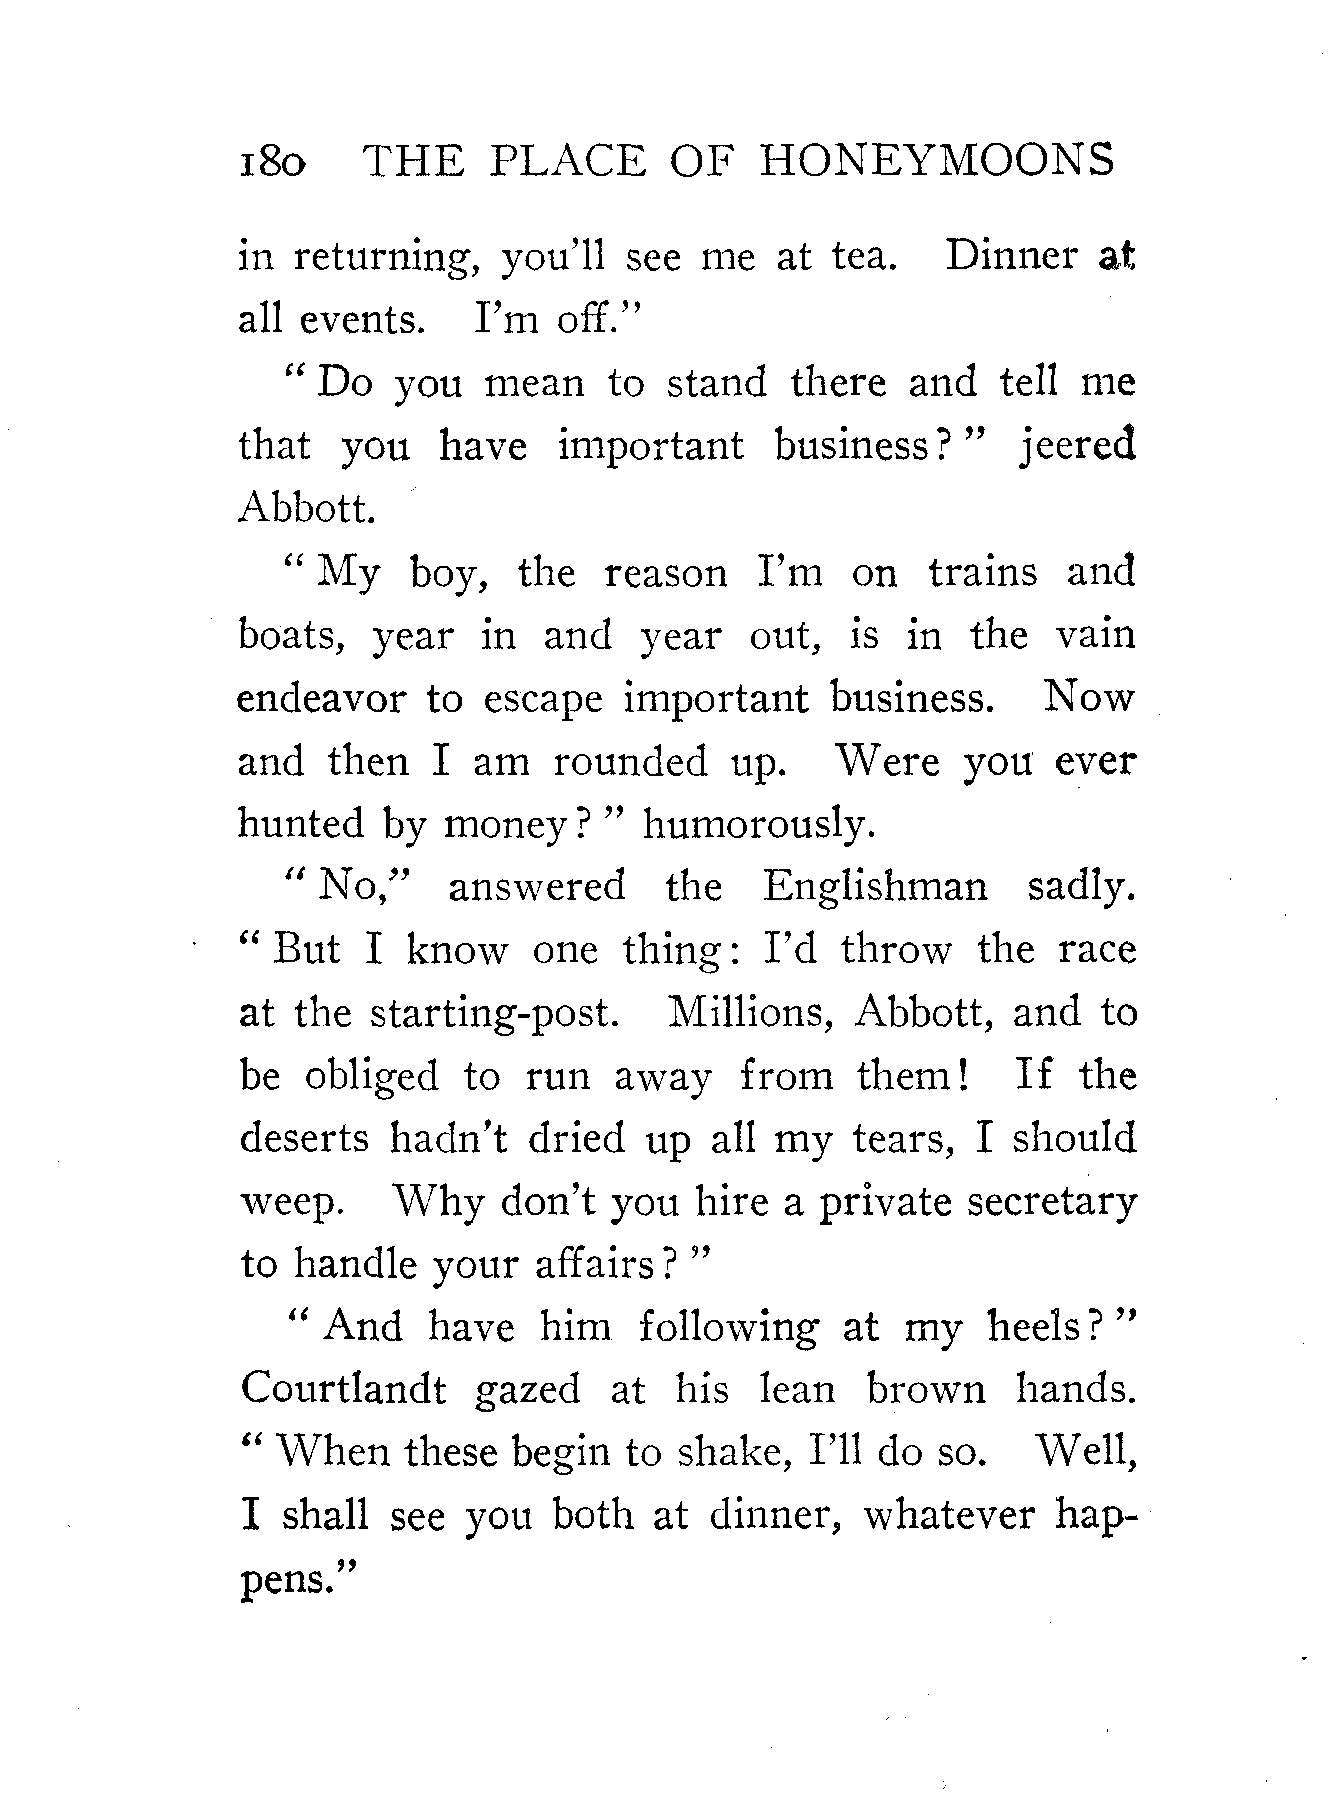 180 THE PLACE OF HONEYMOONS
in returning, you'll see me at tea. Dinner at
all events. I'm off."
" Do you mean to stand there and tell me
that you have important business? " jeered
Abbott.
" My boy, the reason I'm on trains and
boats, year in and year out, is in the vain
endeavor to escape important business. Now
and then I am rounded up. Were you ever
hunted by money? " humorously.
" No," answered the Englishman sadly.
" But I know one thing: I'd throw the race
at the starting-post. Millions, Abbott, and to
be obliged to run away from them! If the
deserts hadn't dried up all my tears, I should
weep. Why don't you hire a private secretary
to handle your affairs? "
" And have him following at my heels? "
Courtlandt gazed at his lean brown hands.
" When these begin to shake, I'll do so. Well,
I shall see you both at dinner, whatever hap-
pens."